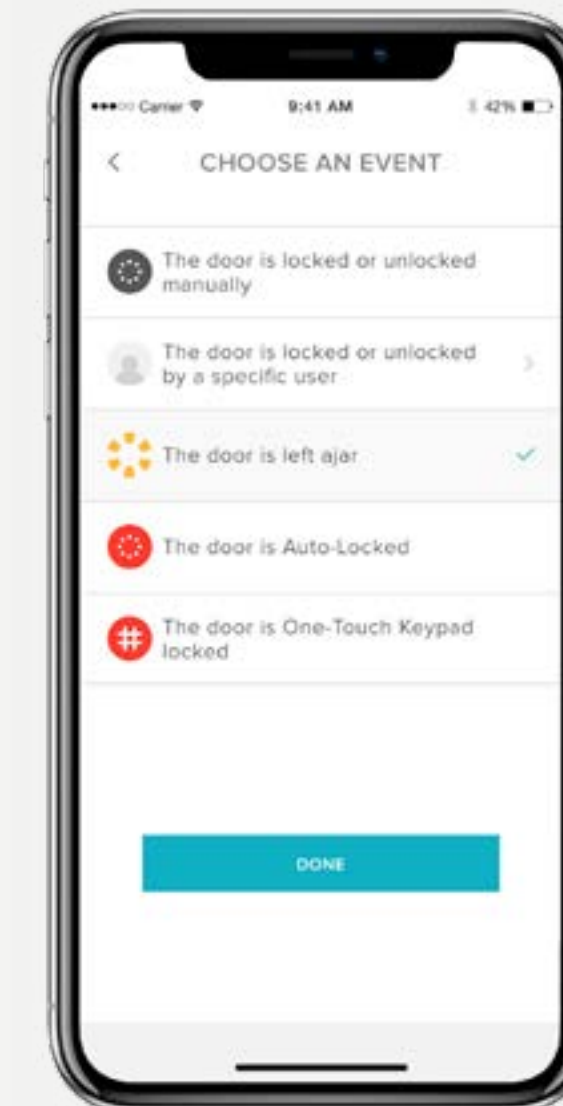 Carrier 9:41 AM 42%
CHOOSE AN EVENT
The door is locked or unlocked
manually
The door is locked or unlocked
by a specific user
The door is left ajar
The door is Auto-Locked
The door is One-Touch Keypad
locked
DONE